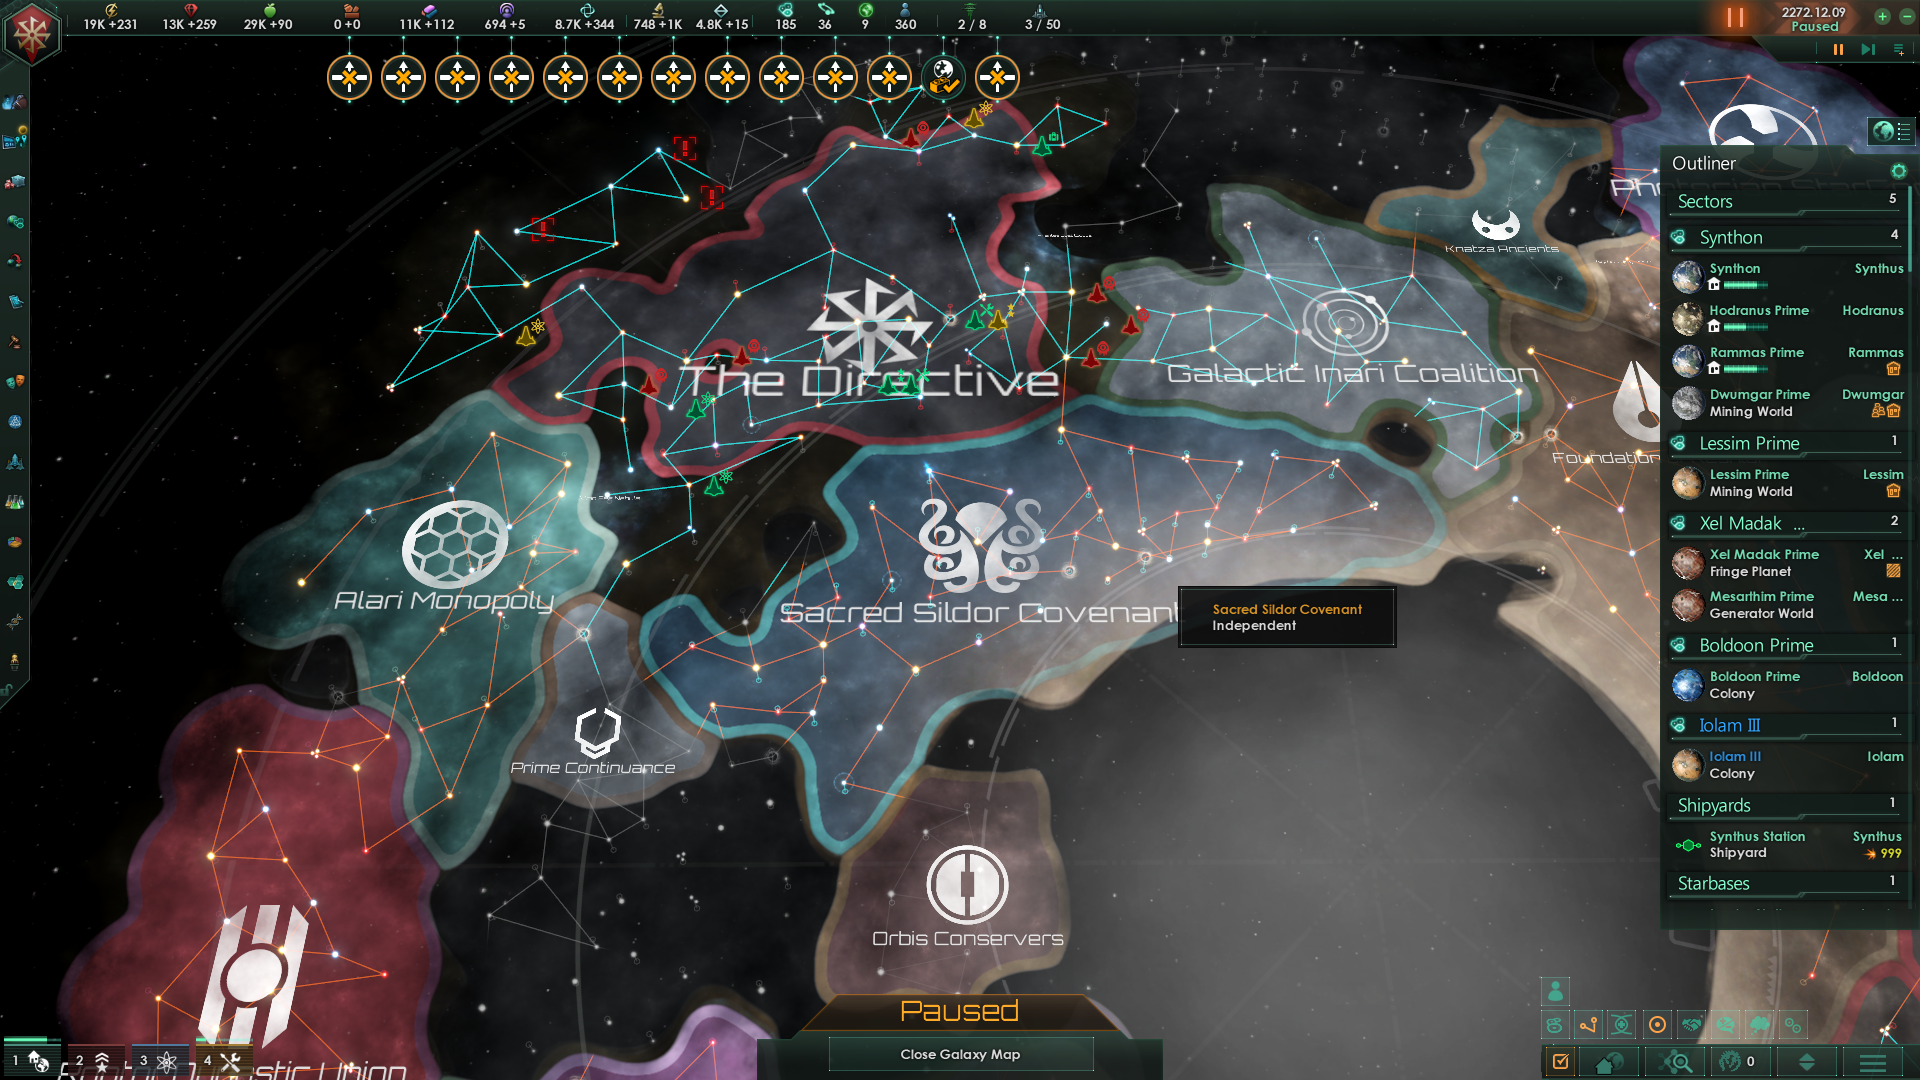 19K +231
13K +259
29K +90
0 +0
11K +112
694 +5
8.7K +344
748 +1K
4.8K +15
185
36
9
360
2 / 8
3 / 50
2272.12.09
Paused
Knatza Ancients
The Directive
Galactic Inari Coalition
Foundation
Alari Monopoly
Sacred Sildor Covenant
Sacred Sildor Covenant
Independent
Prime Continuance
Orbis Conservers
Outliner
Sectors 5
Synthon 4
Synthon Synthus
Hodranus Prime Hodranus
Rammas Prime Rammas
Dwumgar Prime Dwumgar
Mining World
Lessim Prime 1
Lessim Prime Lessim
Mining World
Xel Madak ... 2
Xel Madak Prime Xel ...
Fringe Planet
Mesarthim Prime Mesa ...
Generator World
Boldoon Prime 1
Boldoon Prime Boldoon
Colony
Iolam III 1
Iolam III Iolam
Colony
Shipyards 1
Synthus Station Synthus
Shipyard 999
Starbases 1
Paused
Close Galaxy Map
1
2
3
4
0